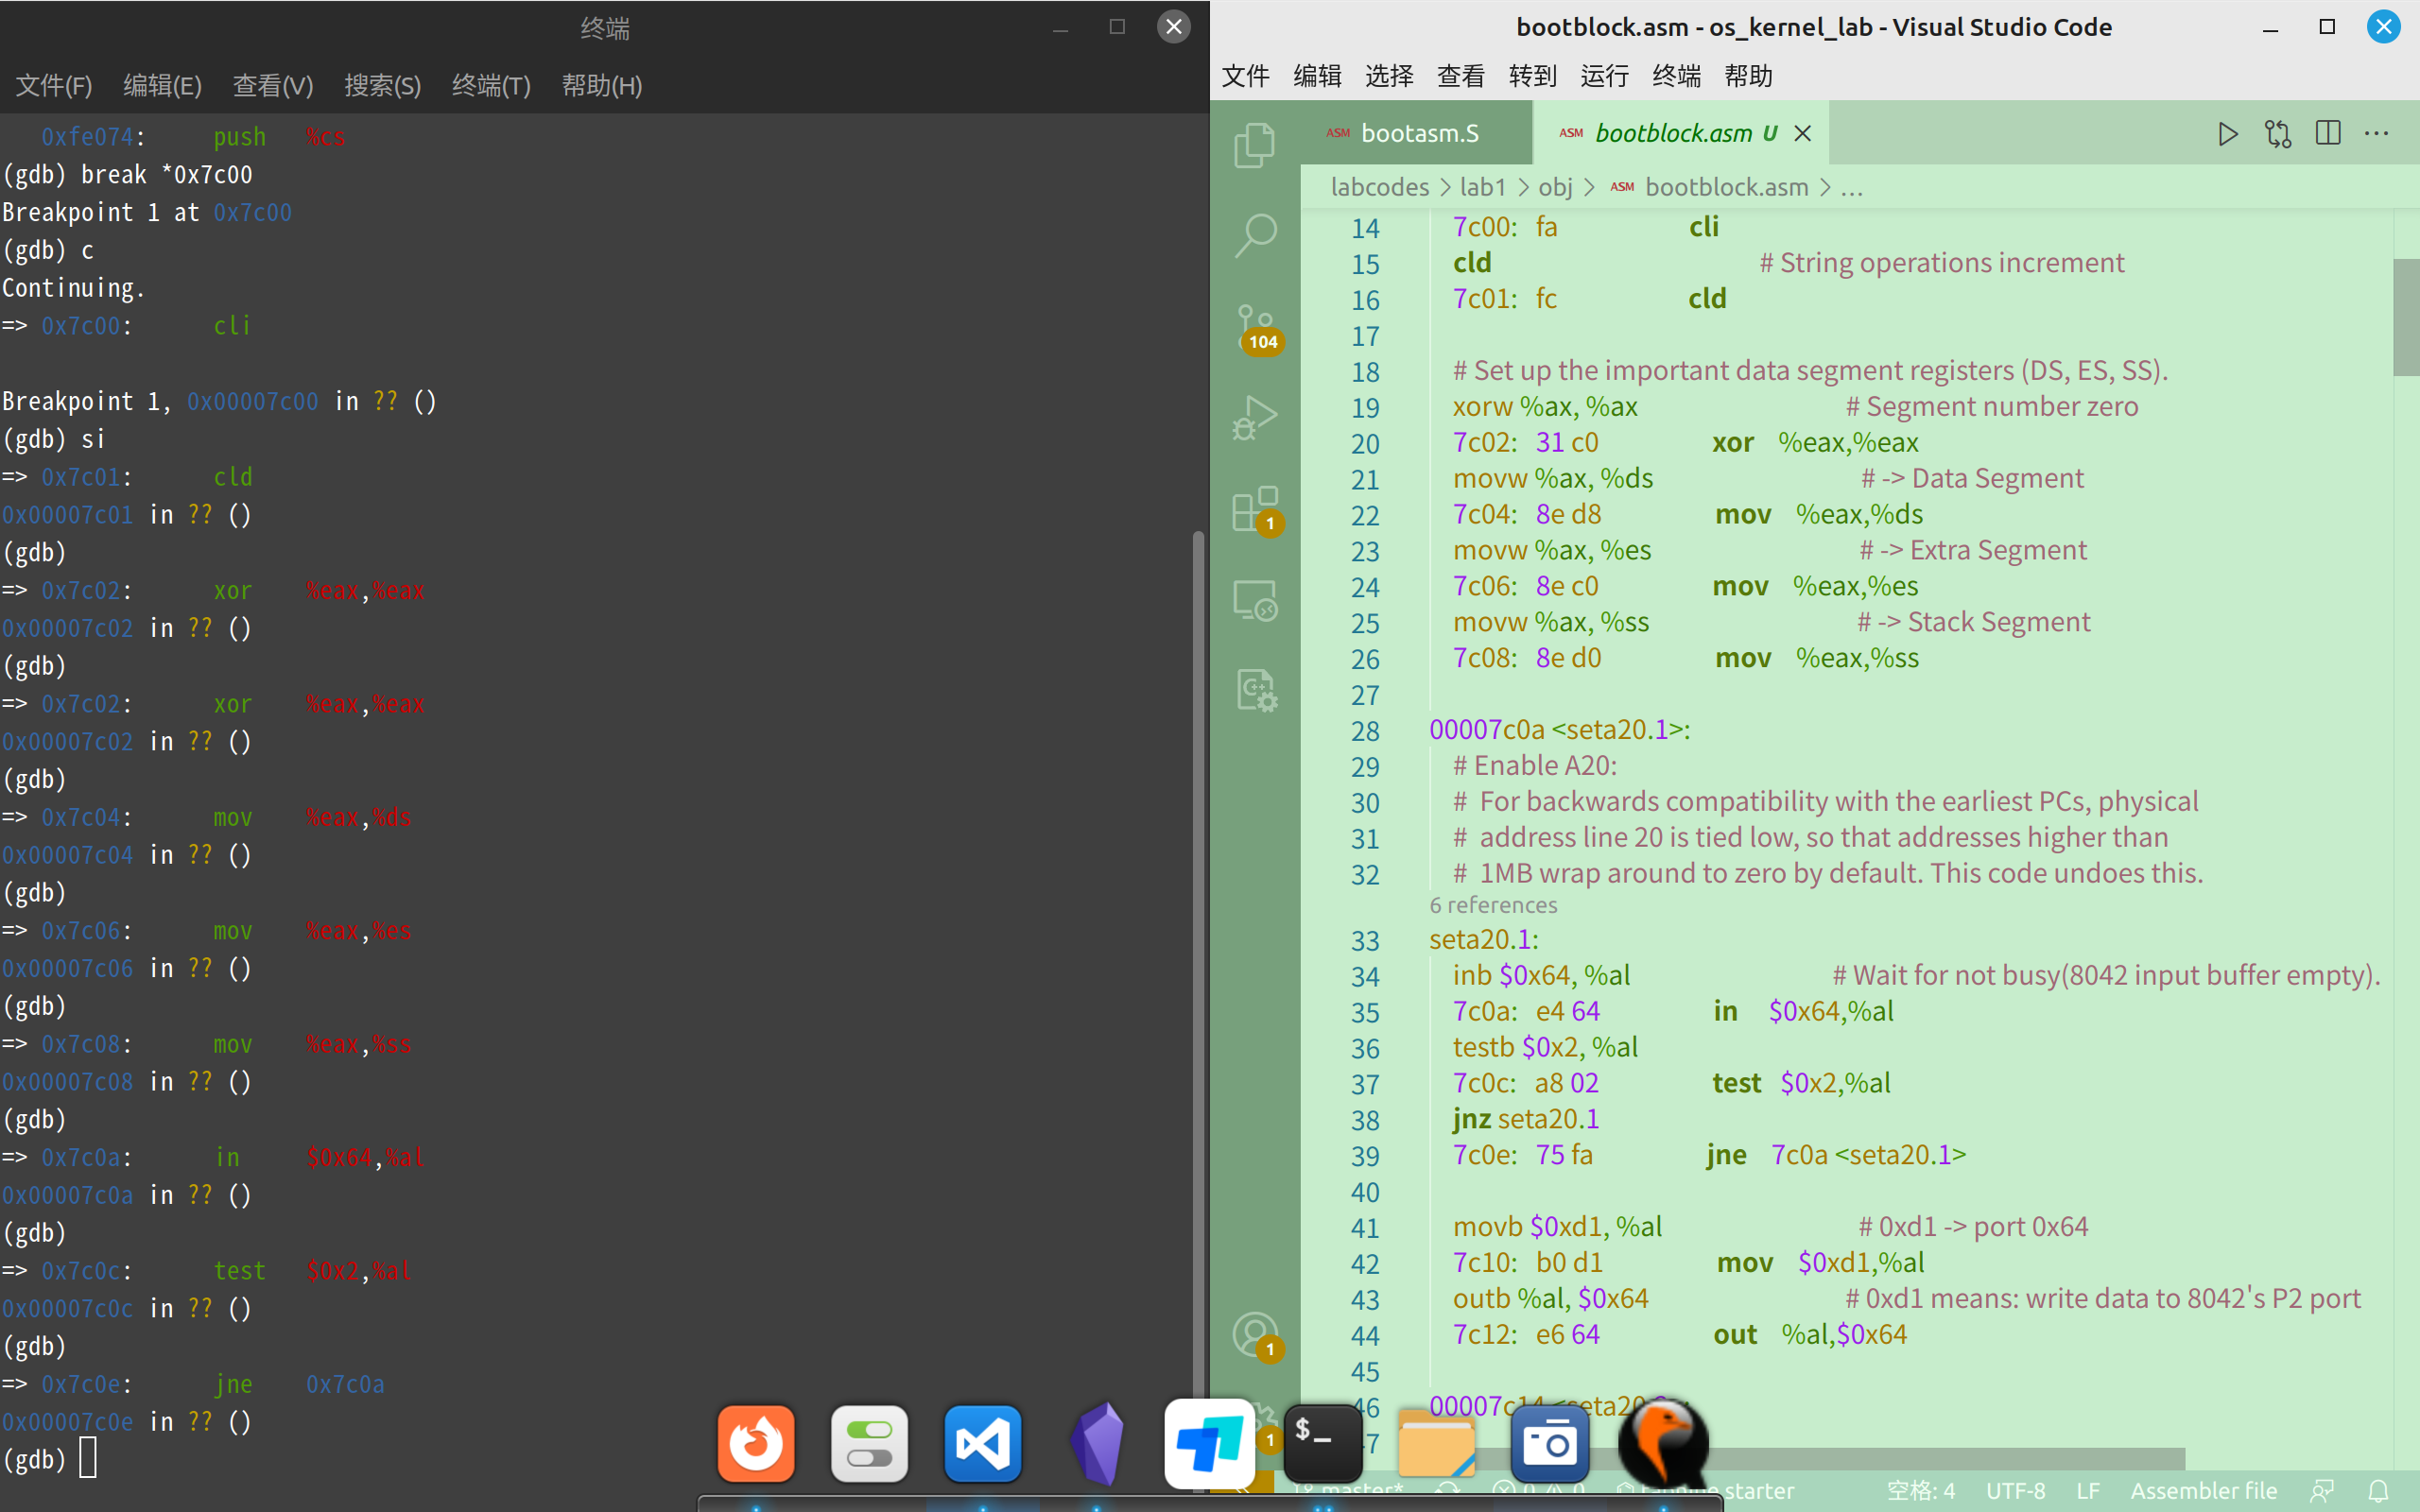 终端
文件(F) 编辑(E) 查看(V) 搜索(S) 终端(T) 帮助(H)
0xfe074: push %cs
(gdb) break *0x7c00
Breakpoint 1 at 0x7c00
(gdb) c
Continuing.
=> 0x7c00: cli
Breakpoint 1, 0x00007c00 in ?? ()
(gdb) si
=> 0x7c01: cld
0x00007c01 in ?? ()
(gdb)
=> 0x7c02: xor %eax,%eax
0x00007c02 in ?? ()
(gdb)
=> 0x7c02: xor %eax,%eax
0x00007c02 in ?? ()
(gdb)
=> 0x7c04: mov %eax,%ds
0x00007c04 in ?? ()
(gdb)
=> 0x7c06: mov %eax,%es
0x00007c06 in ?? ()
(gdb)
=> 0x7c08: mov %eax,%ss
0x00007c08 in ?? ()
(gdb)
=> 0x7c0a: in $0x64,%al
0x00007c0a in ?? ()
(gdb)
=> 0x7c0c: test $0x2,%al
0x00007c0c in ?? ()
(gdb)
=> 0x7c0e: jne 0x7c0a
0x00007c0e in ?? ()
(gdb)
bootblock.asm - os_kernel_lab - Visual Studio Code
文件 编辑 选择 查看 转到 运行 终端 帮助
ASM bootasm.S ASM bootblock.asm U
labcodes > lab1 > obj > ASM bootblock.asm > ...
104
1
1
1
14 7c00: fa cli
15 cld # String operations increment
16 7c01: fc cld
17
18 # Set up the important data segment registers (DS, ES, SS).
19 xorw %ax, %ax # Segment number zero
20 7c02: 31 c0 xor %eax,%eax
21 movw %ax, %ds # -> Data Segment
22 7c04: 8e d8 mov %eax,%ds
23 movw %ax, %es # -> Extra Segment
24 7c06: 8e c0 mov %eax,%es
25 movw %ax, %ss # -> Stack Segment
26 7c08: 8e d0 mov %eax,%ss
27
28 00007c0a <seta20.1>:
29 # Enable A20:
30 # For backwards compatibility with the earliest PCs, physical
31 # address line 20 is tied low, so that addresses higher than
32 # 1MB wrap around to zero by default. This code undoes this.
6 references
33 seta20.1:
34 inb $0x64, %al # Wait for not busy(8042 input buffer empty).
35 7c0a: e4 64 in $0x64,%al
36 testb $0x2, %al
37 7c0c: a8 02 test $0x2,%al
38 jnz seta20.1
39 7c0e: 75 fa jne 7c0a <seta20.1>
40
41 movb $0xd1, %al # 0xd1 -> port 0x64
42 7c10: b0 d1 mov $0xd1,%al
43 outb %al, $0x64 # 0xd1 means: write data to 8042's P2 port
44 7c12: e6 64 out %al,$0x64
45
46 00007c14 <seta20
$_
master* starter 空格: 4 UTF-8 LF Assembler file